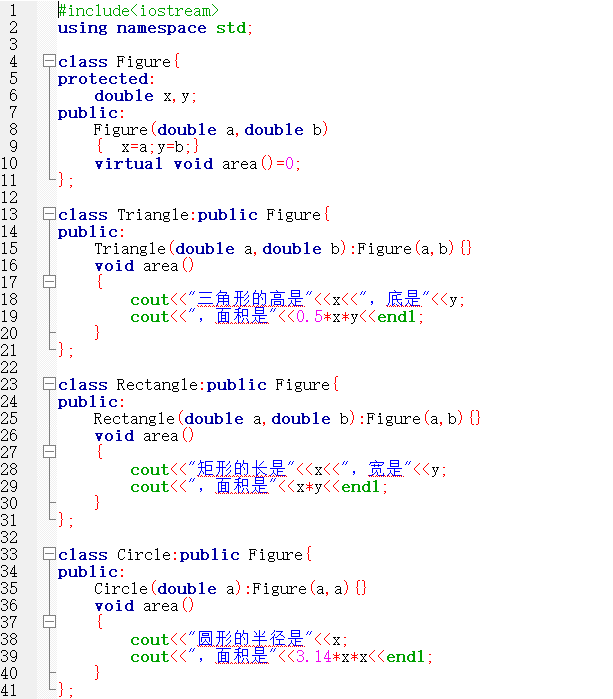 1 #include<iostream>
2 using namespace std;
3
4 class Figure{
5 protected:
6     double x,y;
7 public:
8     Figure(double a,double b)
9     {  x=a;y=b;}
10     virtual void area()=0;
11 };
12
13 class Triangle:public Figure{
14 public:
15     Triangle(double a,double b):Figure(a,b){}
16     void area()
17     {
18         cout<<"三角形的高是"<<x<<", 底是"<<y;
19         cout<<", 面积是"<<0.5*x*y<<endl;
20     }
21 };
22
23 class Rectangle:public Figure{
24 public:
25     Rectangle(double a,double b):Figure(a,b){}
26     void area()
27     {
28         cout<<"矩形的长是"<<x<<", 宽是"<<y;
29         cout<<", 面积是"<<x*y<<endl;
30     }
31 };
32
33 class Circle:public Figure{
34 public:
35     Circle(double a):Figure(a,a){}
36     void area()
37     {
38         cout<<"圆形的半径是"<<x;
39         cout<<", 面积是"<<3.14*x*x<<endl;
40     }
41 };